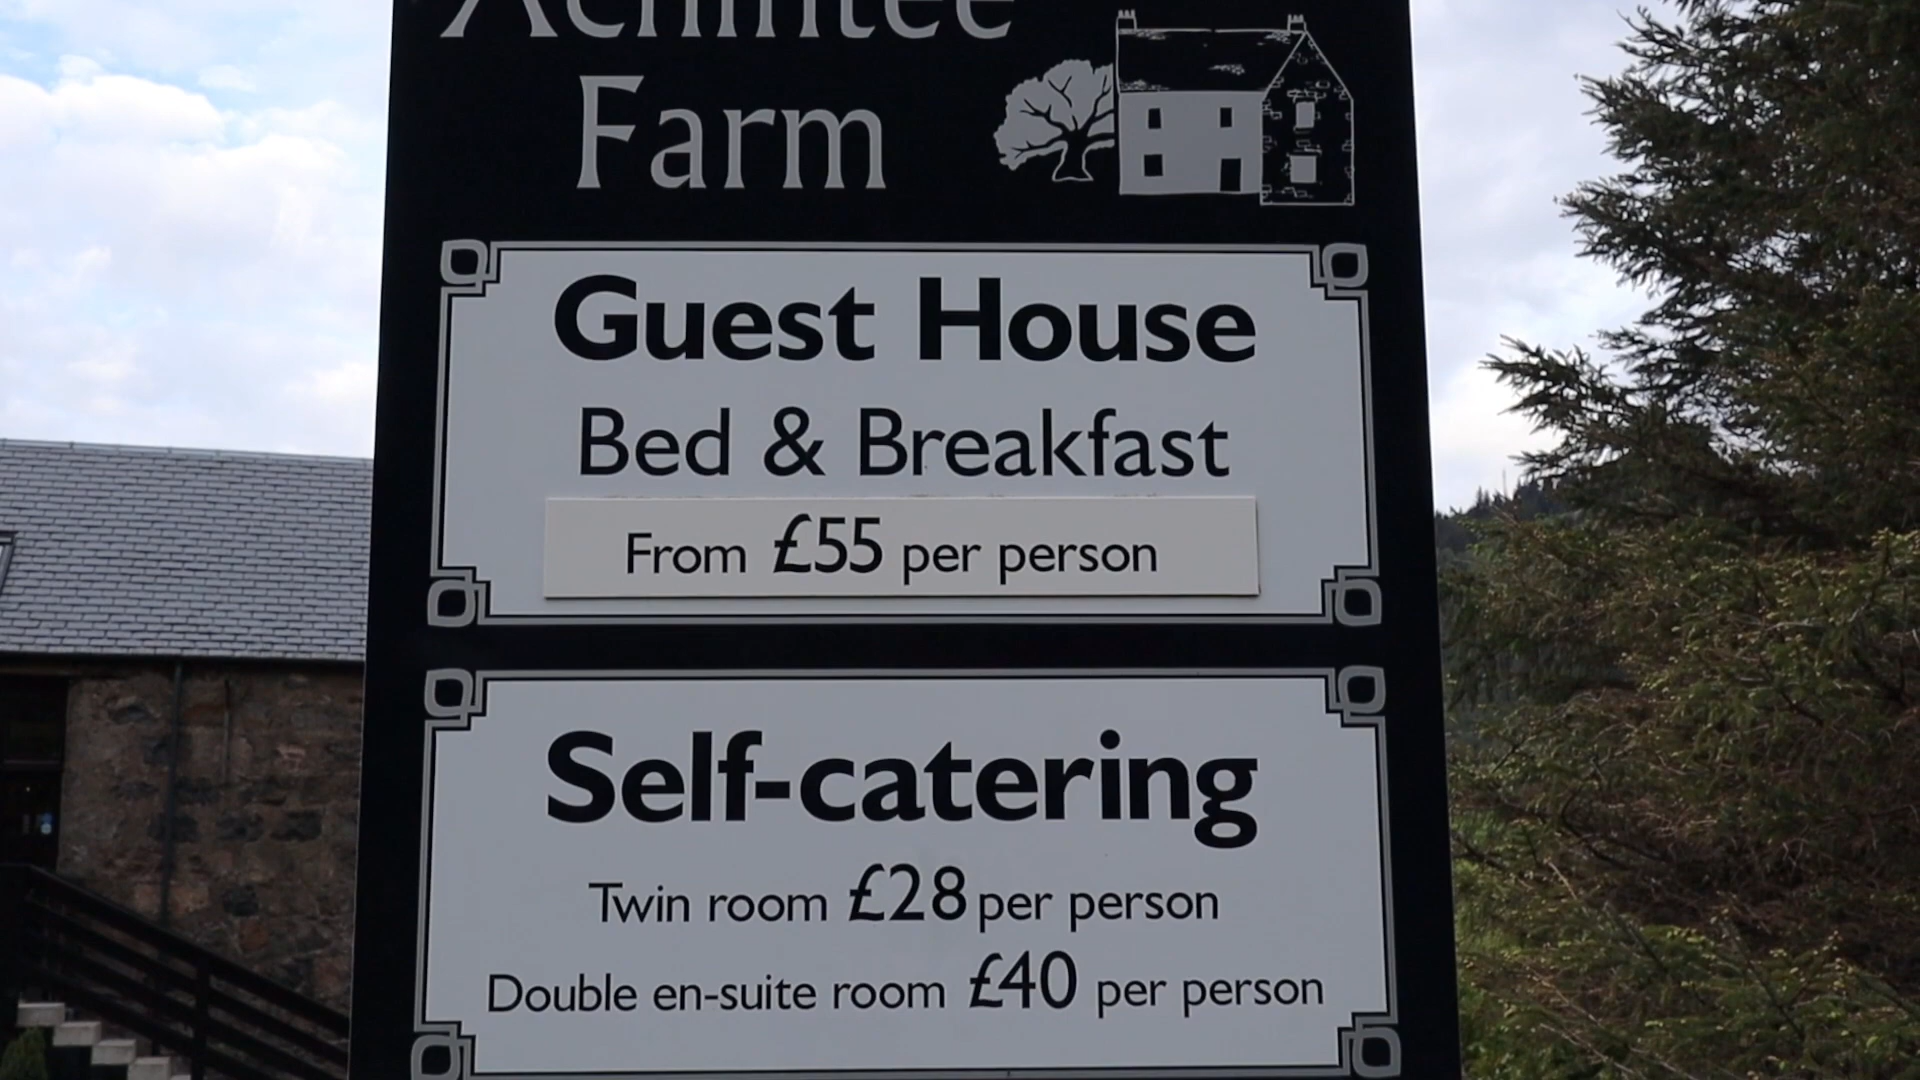 Achintee
Farm
Guest House
Bed & Breakfast
From £55 per person
Self-catering
Twin room £28 per person
Double en-suite room £40 per person